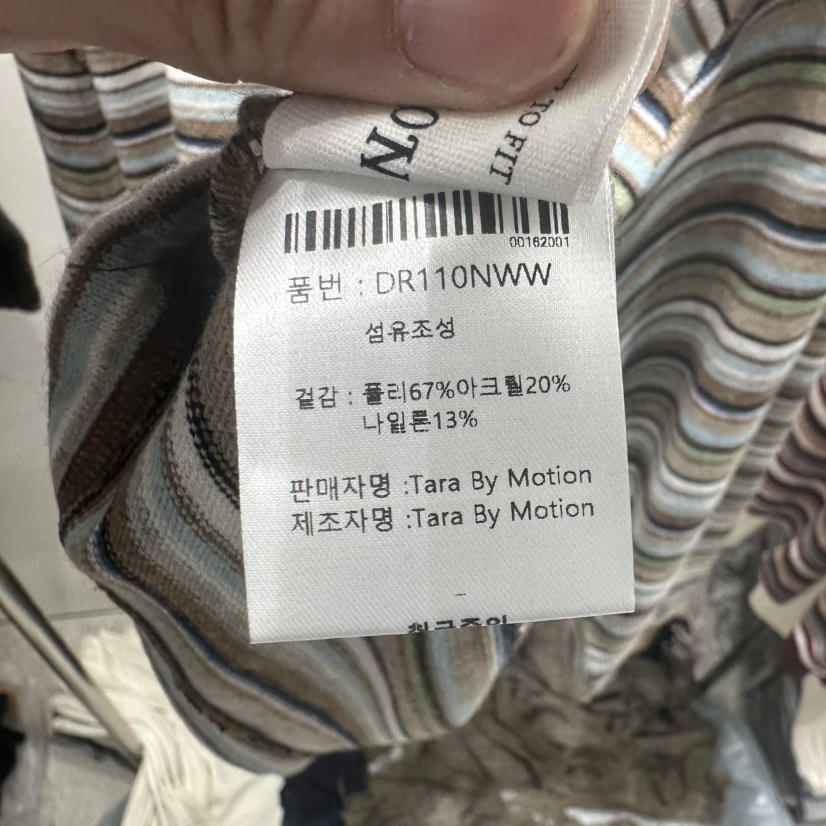 TO FIT
00162001
품번 : DR110NWW
섬유조성
겉감 : 폴리67%아크릴20%
나일론13%
판매자명 :Tara By Motion
제조자명 :Tara By Motion